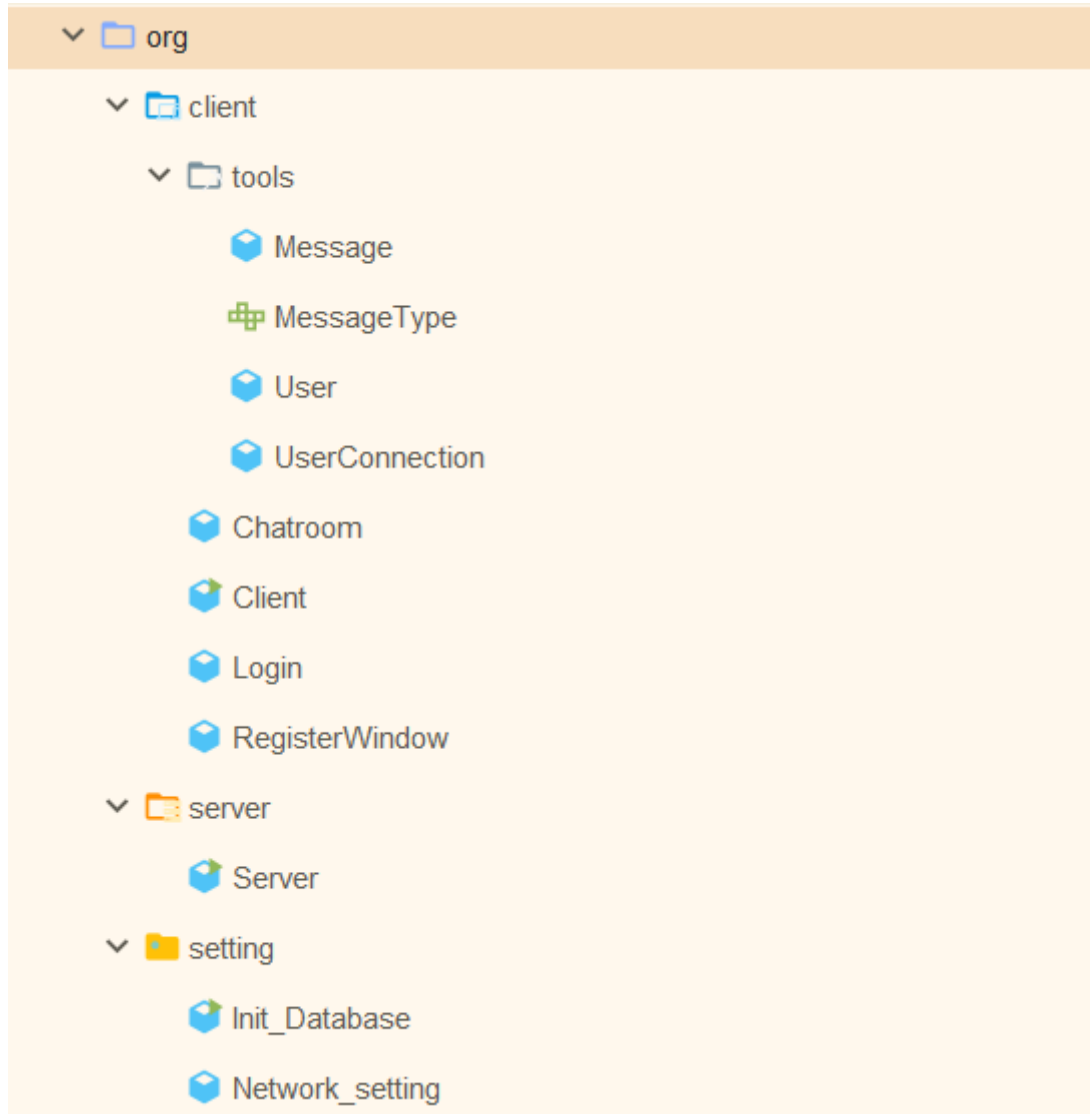 org
client
tools
Message
MessageType
User
UserConnection
Chatroom
Client
Login
RegisterWindow
server
Server
setting
Init_Database
Network_setting